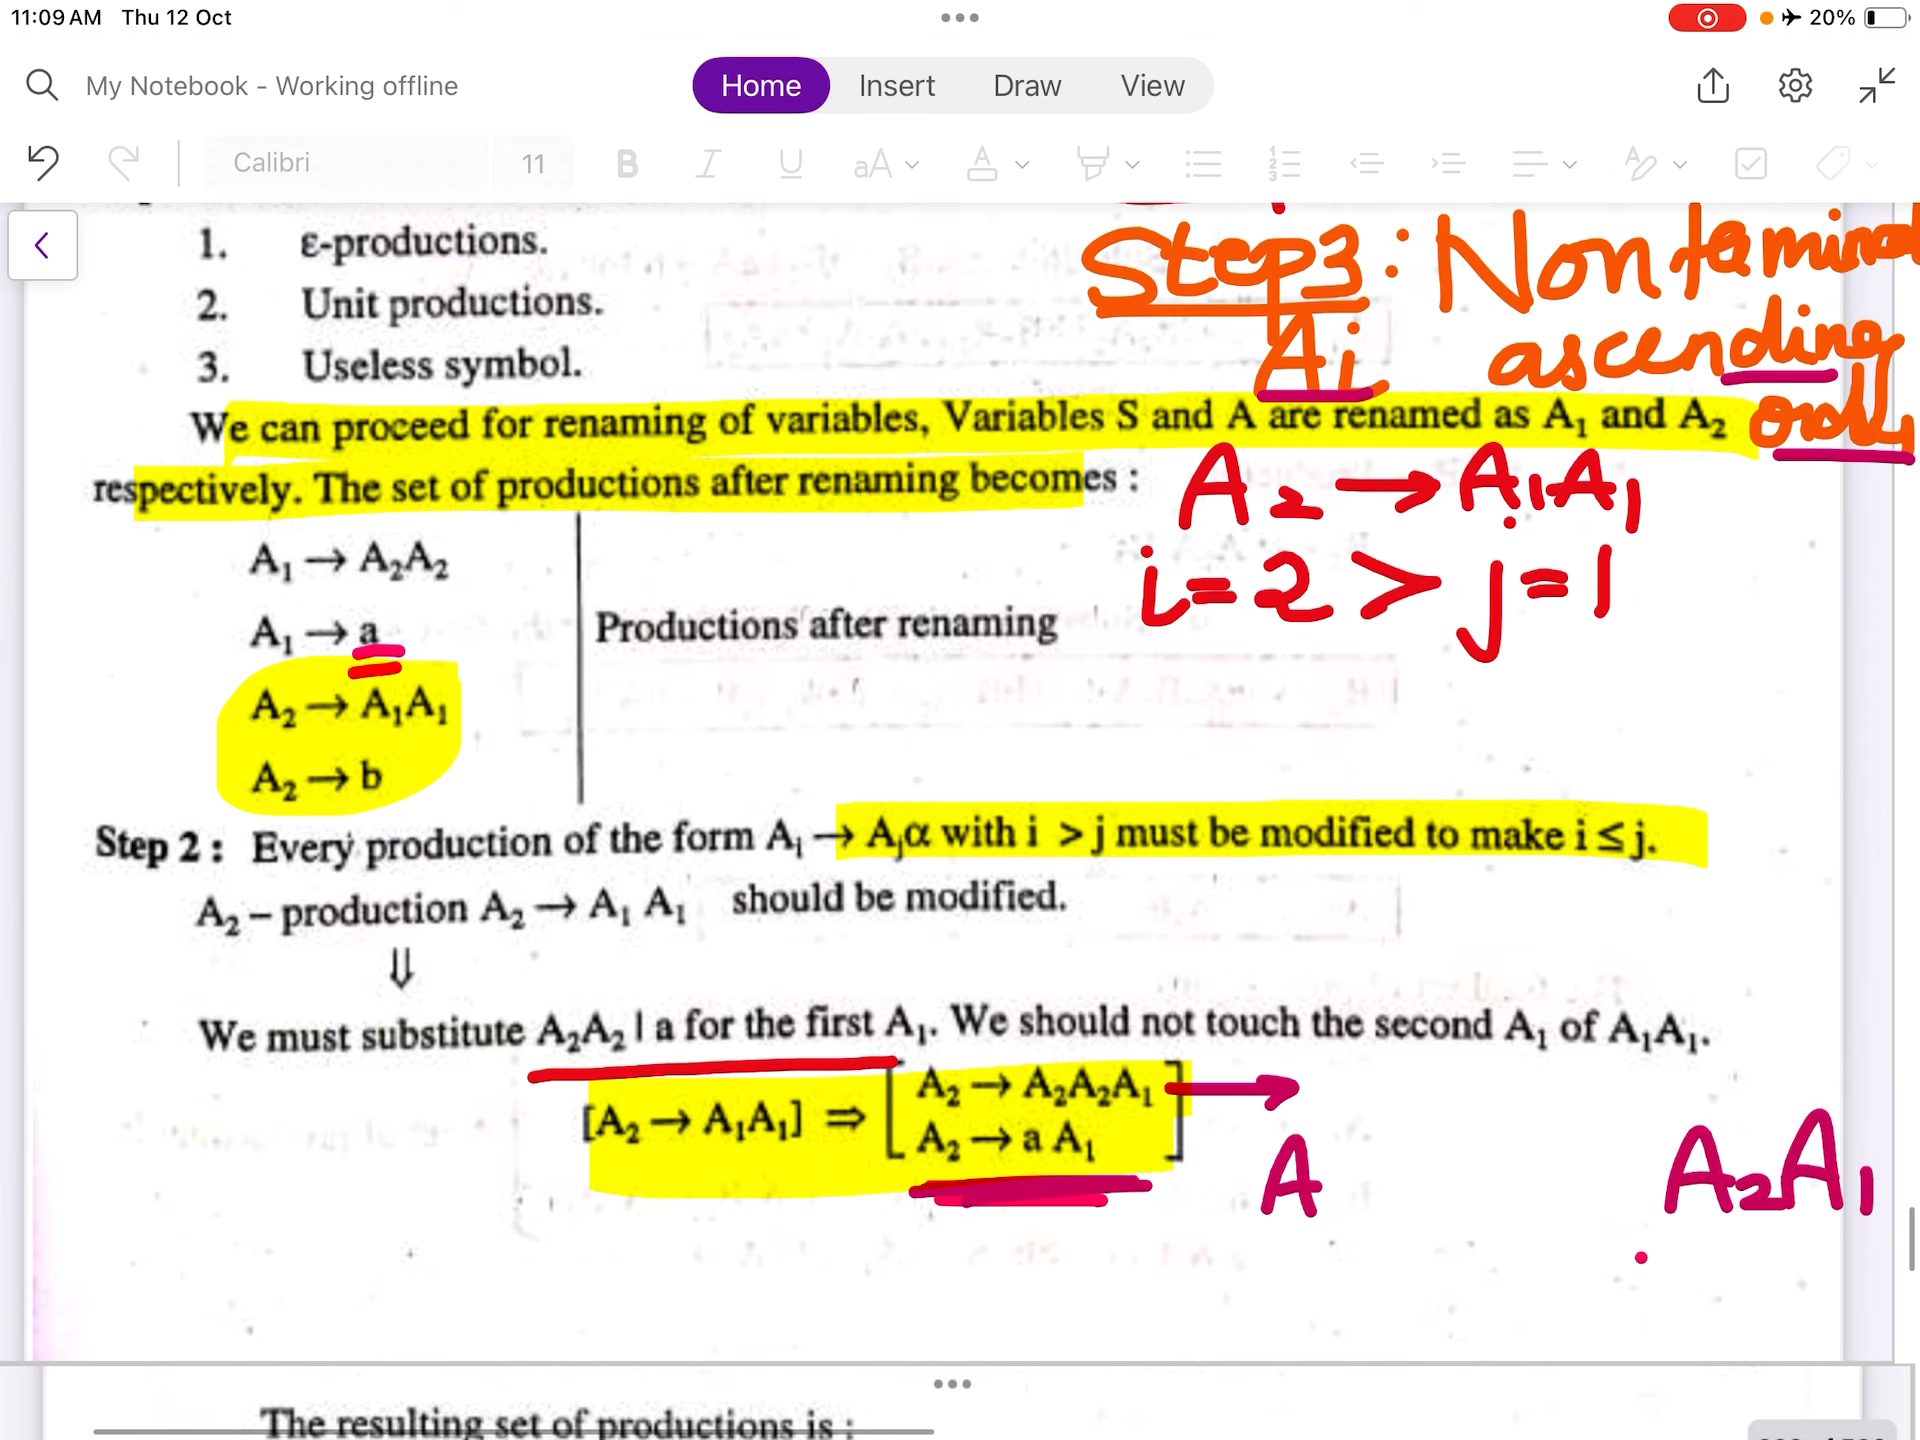 11:09 AM Thu 12 Oct
20%
My Notebook - Working offline
Home Insert Draw View
Calibri 11 B I U aA A
1. ε-productions.
Step3 : Non terminal
2. Unit productions.
Ai ascending
3. Useless symbol.
order
We can proceed for renaming of variables, Variables S and A are renamed as A₁ and A₂
respectively. The set of productions after renaming becomes :
A₂ → A₁A₁
i=2 > j=1
A₁ → A₂A₂
A₁ → a
Productions after renaming
A₂ → A₁A₁
A₂ → b
Step 2 : Every production of the form Aᵢ → Aⱼα with i > j must be modified to make i ≤ j.
A₂ – production A₂ → A₁ A₁ should be modified.
⇓
We must substitute A₂A₂ | a for the first A₁. We should not touch the second A₁ of A₁A₁.
[A₂ → A₁A₁] ⇒ [A₂ → A₂A₂A₁
A₂ → a A₁]
A A₂A₁
The resulting set of productions is :